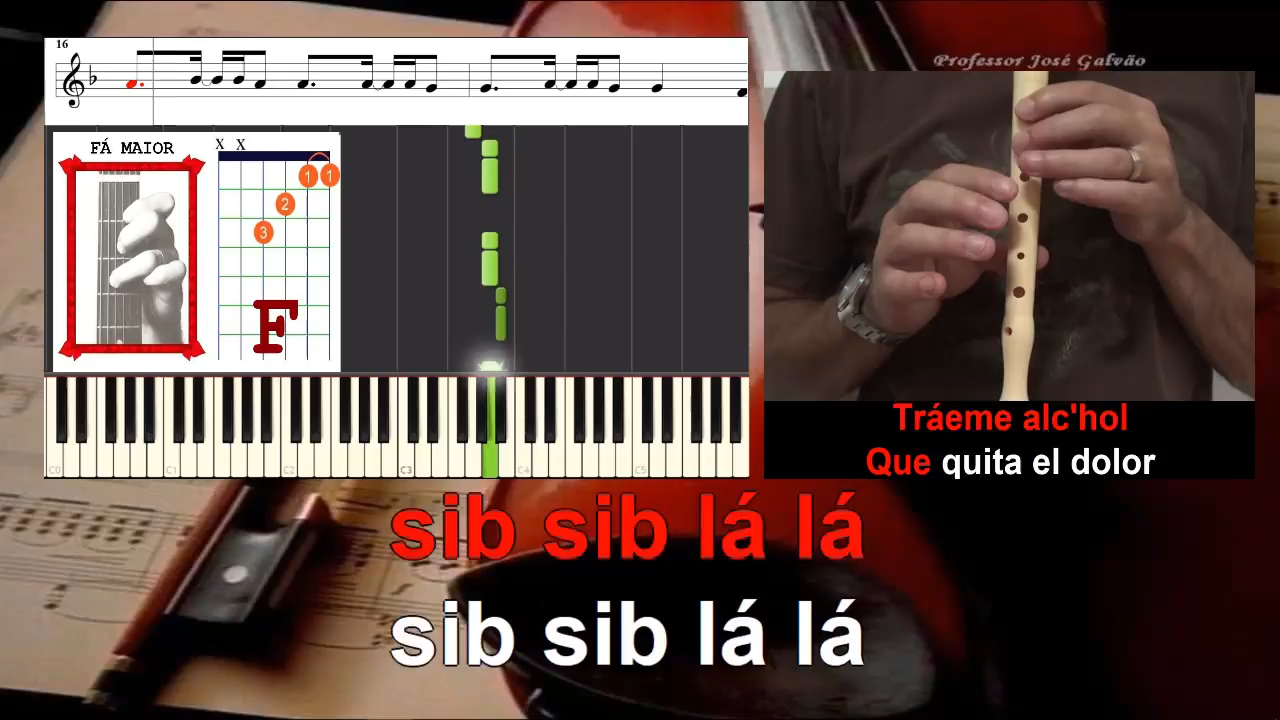 16
Professor José Galvão
FÁ MAIOR
X X
1 1
2
3
F
C0 C1 C2 C3 C4 C5
Tráeme alc'hol
Que quita el dolor
sib sib lá lá
sib sib lá lá